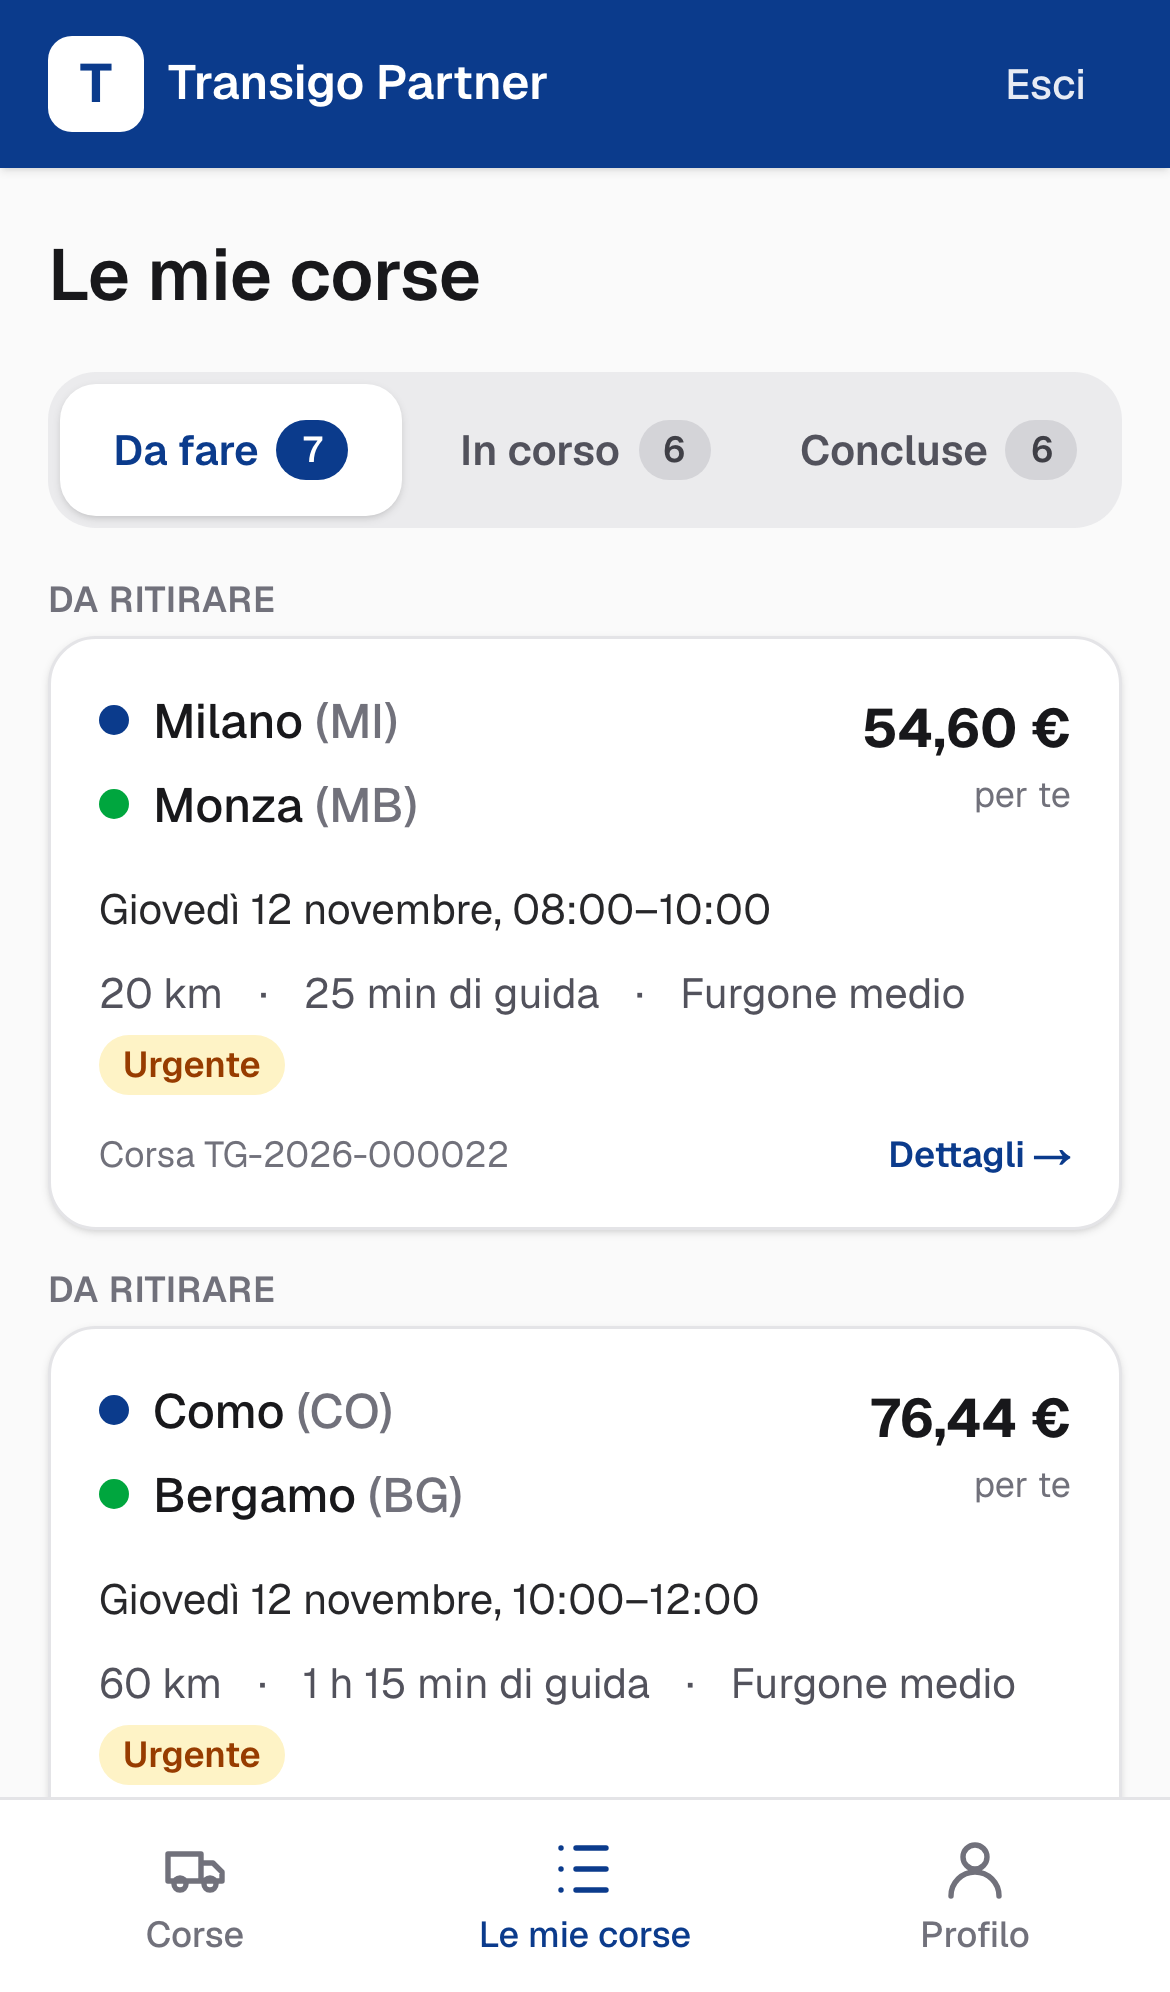 T Transigo Partner Esci
Le mie corse
Da fare 7 In corso 6 Concluse 6
DA RITIRARE
Milano (MI) 54,60 €
Monza (MB) per te
Giovedì 12 novembre, 08:00–10:00
20 km · 25 min di guida · Furgone medio
Urgente
Corsa TG-2026-000022 Dettagli →
DA RITIRARE
Como (CO) 76,44 €
Bergamo (BG) per te
Giovedì 12 novembre, 10:00–12:00
60 km · 1 h 15 min di guida · Furgone medio
Urgente
Corse Le mie corse Profilo